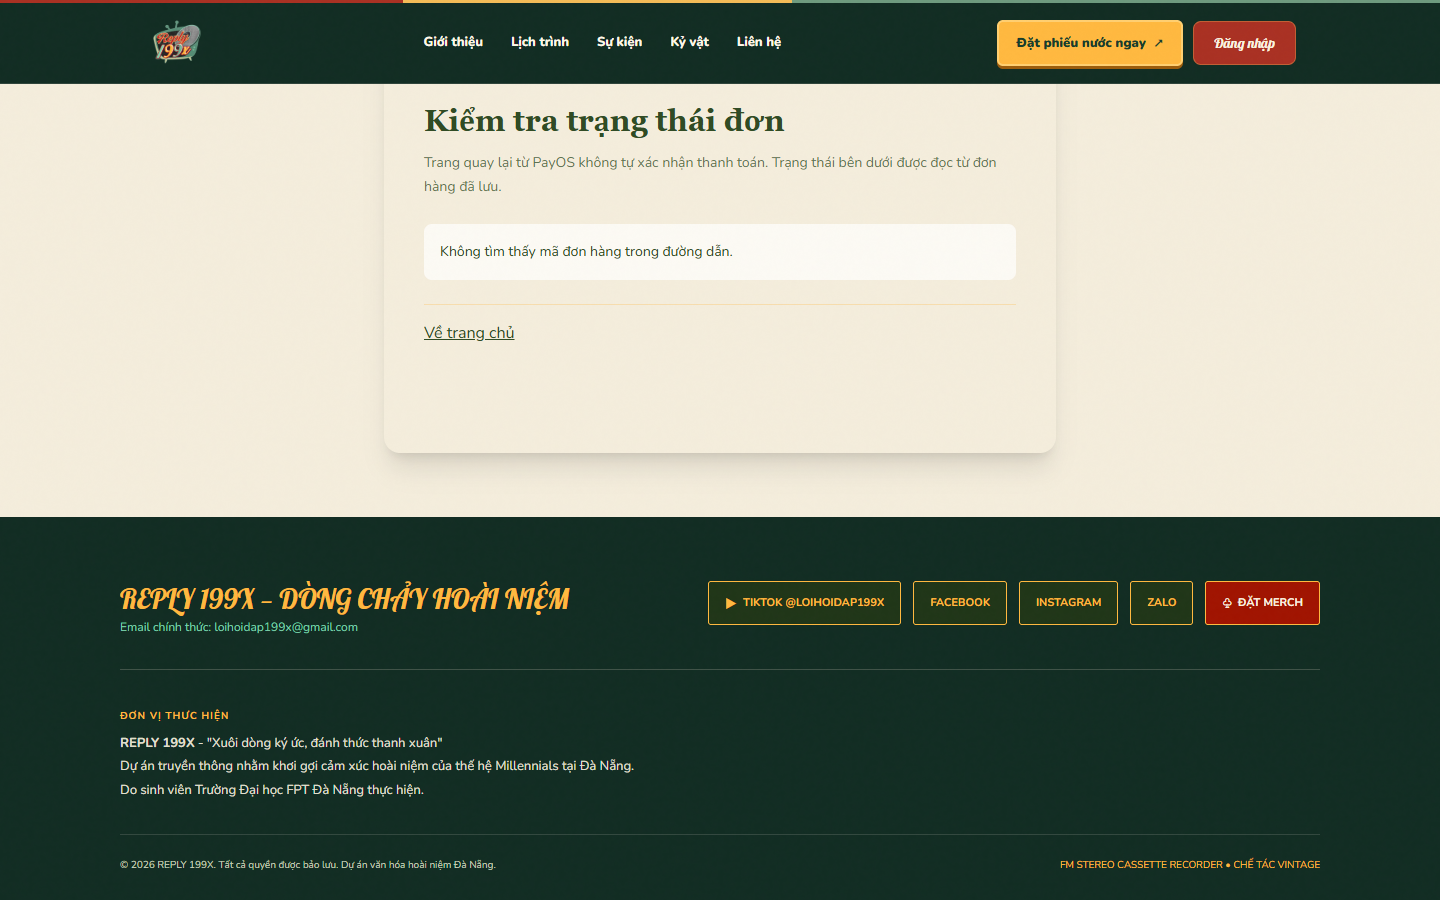 Reply 199x
Giới thiệu
Lịch trình
Sự kiện
Kỷ vật
Liên hệ
Đặt phiếu nước ngay ↗
Đăng nhập
Kiểm tra trạng thái đơn
Trang quay lại từ PayOS không tự xác nhận thanh toán. Trạng thái bên dưới được đọc từ đơn
hàng đã lưu.
Không tìm thấy mã đơn hàng trong đường dẫn.
Về trang chủ
REPLY 199X – DÒNG CHẢY HOÀI NIỆM
Email chính thức: loihoidap199x@gmail.com
▶ TIKTOK @LOIHOIDAP199X
FACEBOOK
INSTAGRAM
ZALO
♧ ĐẶT MERCH
ĐƠN VỊ THỰC HIỆN
REPLY 199X - "Xuôi dòng ký ức, đánh thức thanh xuân"
Dự án truyền thông nhằm khơi gợi cảm xúc hoài niệm của thế hệ Millennials tại Đà Nẵng.
Do sinh viên Trường Đại học FPT Đà Nẵng thực hiện.
© 2026 REPLY 199X. Tất cả quyền được bảo lưu. Dự án văn hóa hoài niệm Đà Nẵng.
FM STEREO CASSETTE RECORDER • CHẾ TÁC VINTAGE